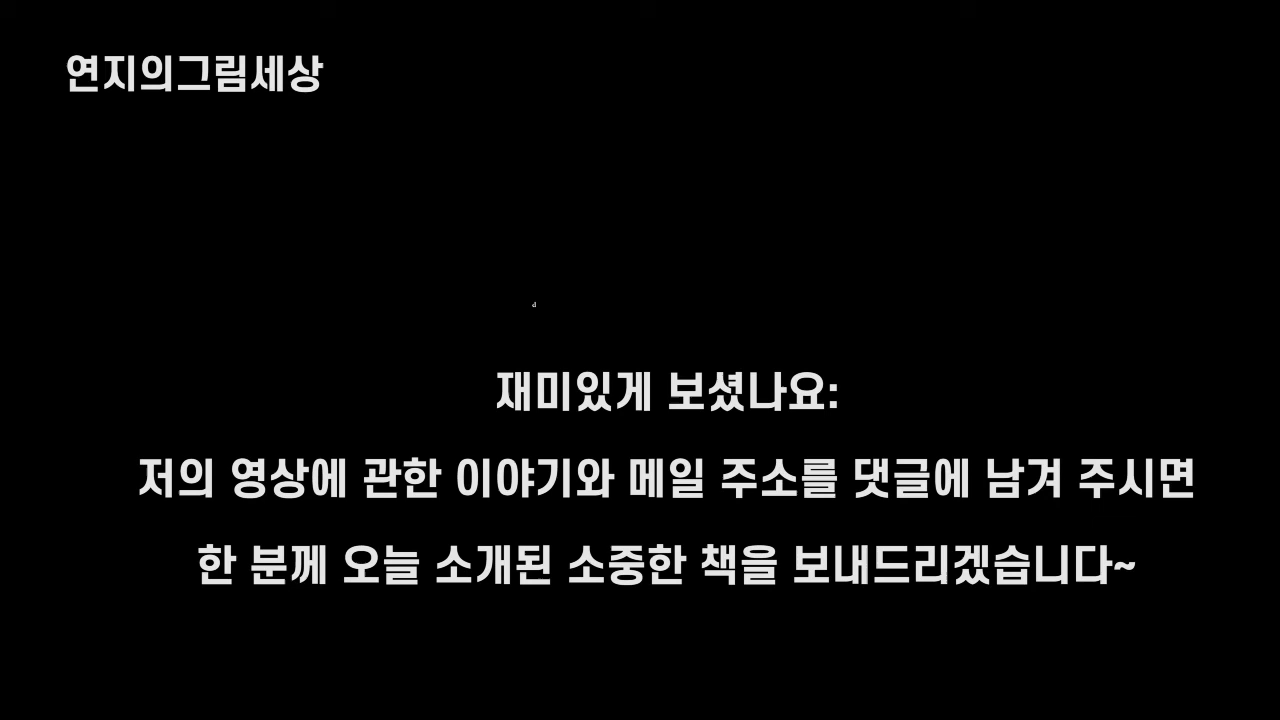 연지의그림세상
재미있게 보셨나요:
저의 영상에 관한 이야기와 메일 주소를 댓글에 남겨 주시면
한 분께 오늘 소개된 소중한 책을 보내드리겠습니다~